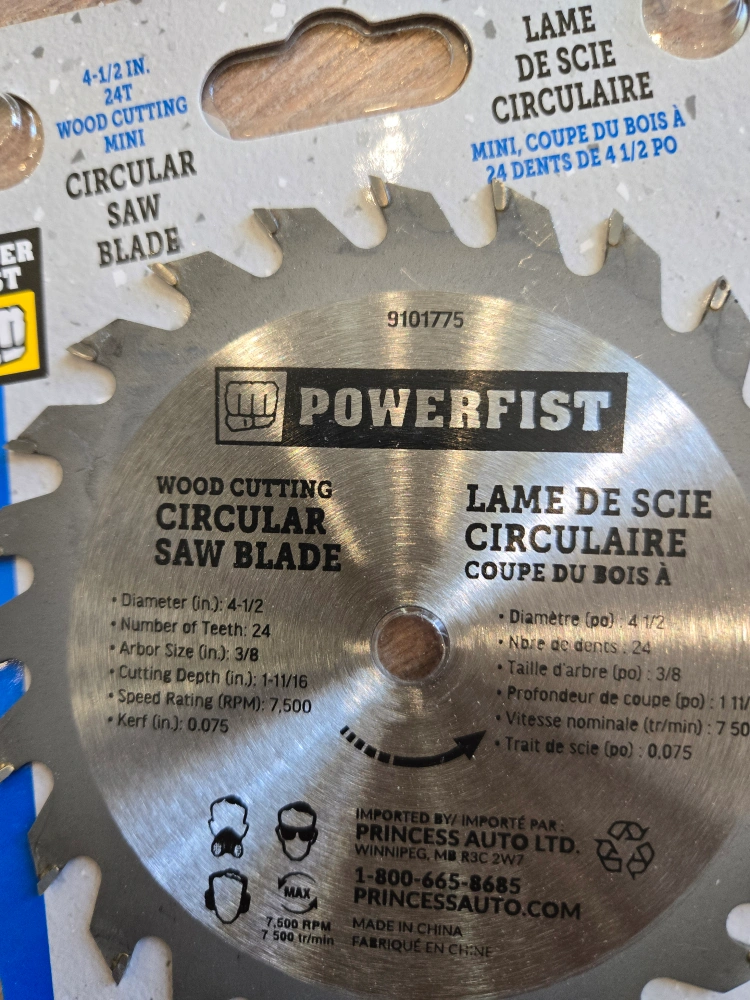 4-1/2 IN.
24T
WOOD CUTTING
MINI
CIRCULAR
SAW
BLADE
LAME
DE SCIE
CIRCULAIRE
MINI, COUPE DU BOIS À
24 DENTS DE 4 1/2 PO
9101775
POWERFIST
WOOD CUTTING
CIRCULAR
SAW BLADE
• Diameter (in.): 4-1/2
• Number of Teeth: 24
• Arbor Size (in.): 3/8
• Cutting Depth (in.): 1-11/16
• Speed Rating (RPM): 7,500
• Kerf (in.): 0.075
LAME DE SCIE
CIRCULAIRE
COUPE DU BOIS À
• Diamètre (po) : 4 1/2
• Nbre de dents : 24
• Taille d'arbre (po) : 3/8
• Profondeur de coupe (po) : 1 11/
• Vitesse nominale (tr/min) : 7 50
• Trait de scie (po) : 0,075
MAX
7,500 RPM
7 500 tr/min
IMPORTED BY/ IMPORTÉ PAR :
PRINCESS AUTO LTD.
WINNIPEG, MB R3C 2W7
1-800-665-8685
PRINCESSAUTO.COM
MADE IN CHINA
FABRIQUÉ EN CHINE